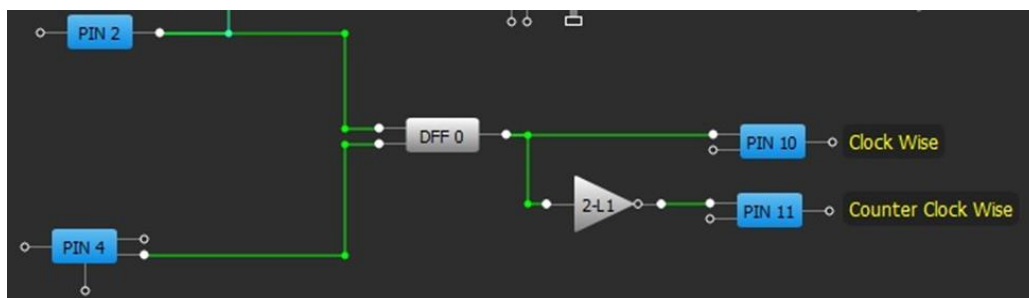 PIN 2
DFF 0
PIN 10
Clock Wise
2-L1
PIN 11
Counter Clock Wise
PIN 4